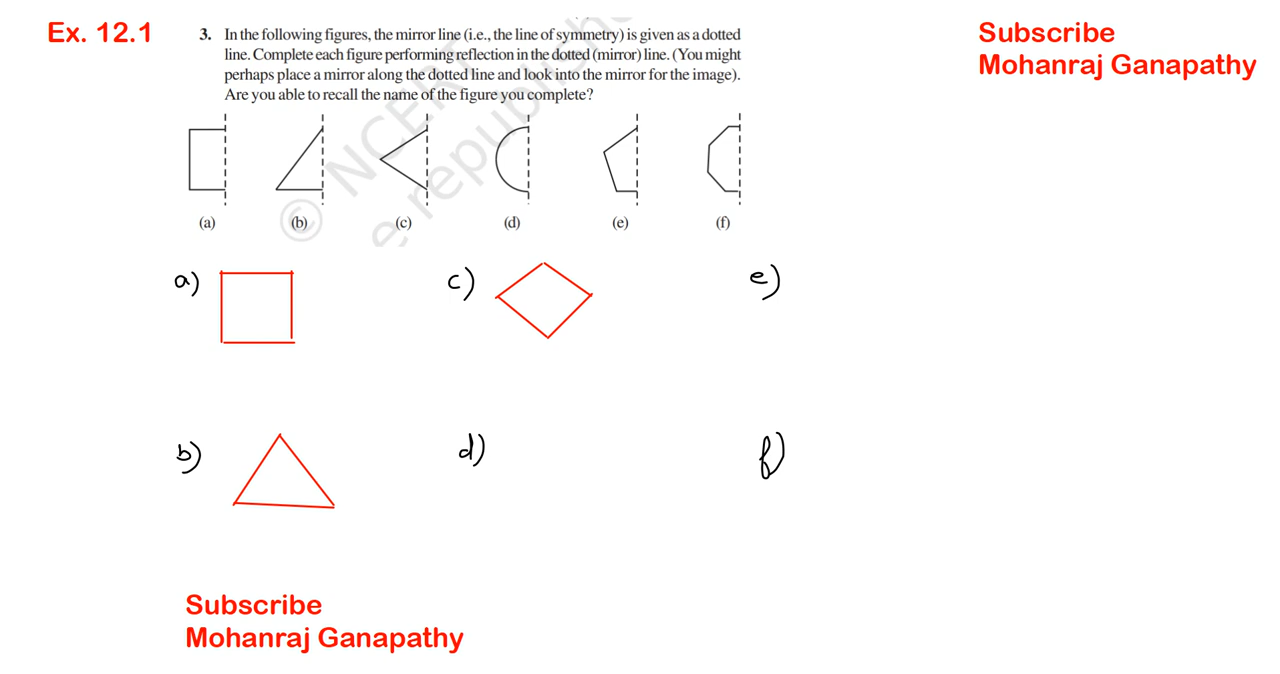 Ex. 12.1
3. In the following figures, the mirror line (i.e., the line of symmetry) is given as a dotted
line. Complete each figure performing reflection in the dotted (mirror) line. (You might
perhaps place a mirror along the dotted line and look into the mirror for the image).
Are you able to recall the name of the figure you complete?
Subscribe
Mohanraj Ganapathy
© NCERT
e republish
(a) (b) (c) (d) (e) (f)
a) c) e)
b) d) f)
Subscribe
Mohanraj Ganapathy